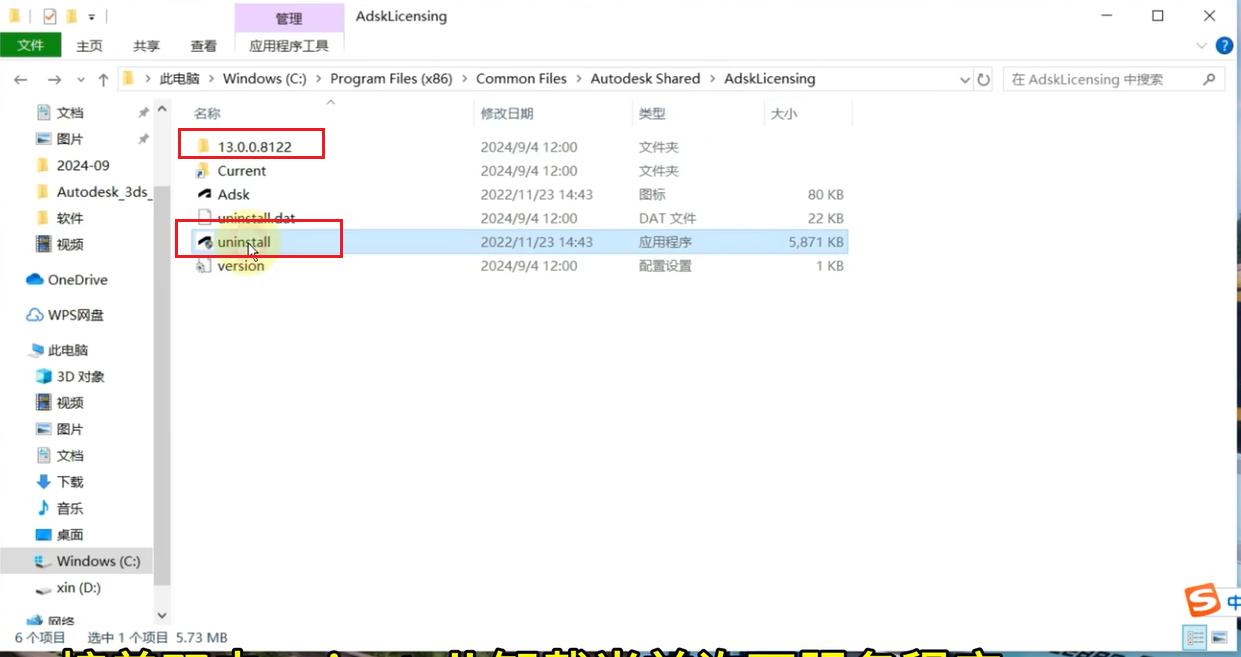 管理
AdskLicensing
文件
主页
共享
查看
应用程序工具
此电脑 > Windows (C:) > Program Files (x86) > Common Files > Autodesk Shared > AdskLicensing
在 AdskLicensing 中搜索
文档
图片
2024-09
Autodesk_3ds_
软件
视频
OneDrive
WPS网盘
此电脑
3D 对象
视频
图片
文档
下载
音乐
桌面
Windows (C:)
xin (D:)
网络
名称 修改日期 类型 大小
13.0.0.8122 2024/9/4 12:00 文件夹
Current 2024/9/4 12:00 文件夹
Adsk 2022/11/23 14:43 图标 80 KB
uninstall.dat 2024/9/4 12:00 DAT 文件 22 KB
uninstall 2022/11/23 14:43 应用程序 5,871 KB
version 2024/9/4 12:00 配置设置 1 KB
6 个项目 选中 1 个项目 5.73 MB
S 中